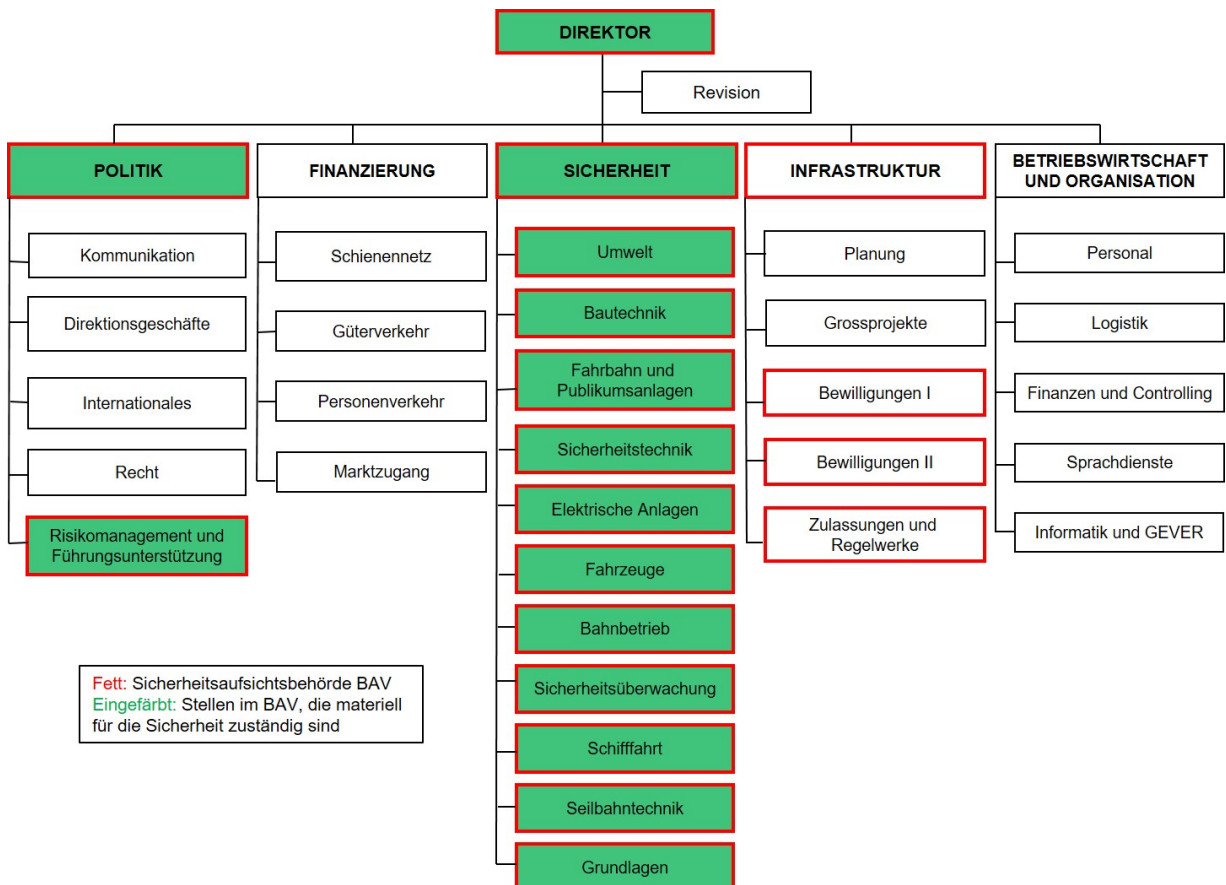 DIREKTOR
Revision
POLITIK
FINANZIERUNG
SICHERHEIT
INFRASTRUKTUR
BETRIEBSWIRTSCHAFT
UND ORGANISATION
Kommunikation
Direktionsgeschäfte
Internationales
Recht
Risikomanagement und
Führungsunterstützung
Schienennetz
Güterverkehr
Personenverkehr
Marktzugang
Umwelt
Bautechnik
Fahrbahn und
Publikumsanlagen
Sicherheitstechnik
Elektrische Anlagen
Fahrzeuge
Bahnbetrieb
Sicherheitsüberwachung
Schifffahrt
Seilbahntechnik
Grundlagen
Planung
Grossprojekte
Bewilligungen I
Bewilligungen II
Zulassungen und
Regelwerke
Personal
Logistik
Finanzen und Controlling
Sprachdienste
Informatik und GEVER
Fett: Sicherheitsaufsichtsbehörde BAV
Eingefärbt: Stellen im BAV, die materiell
für die Sicherheit zuständig sind